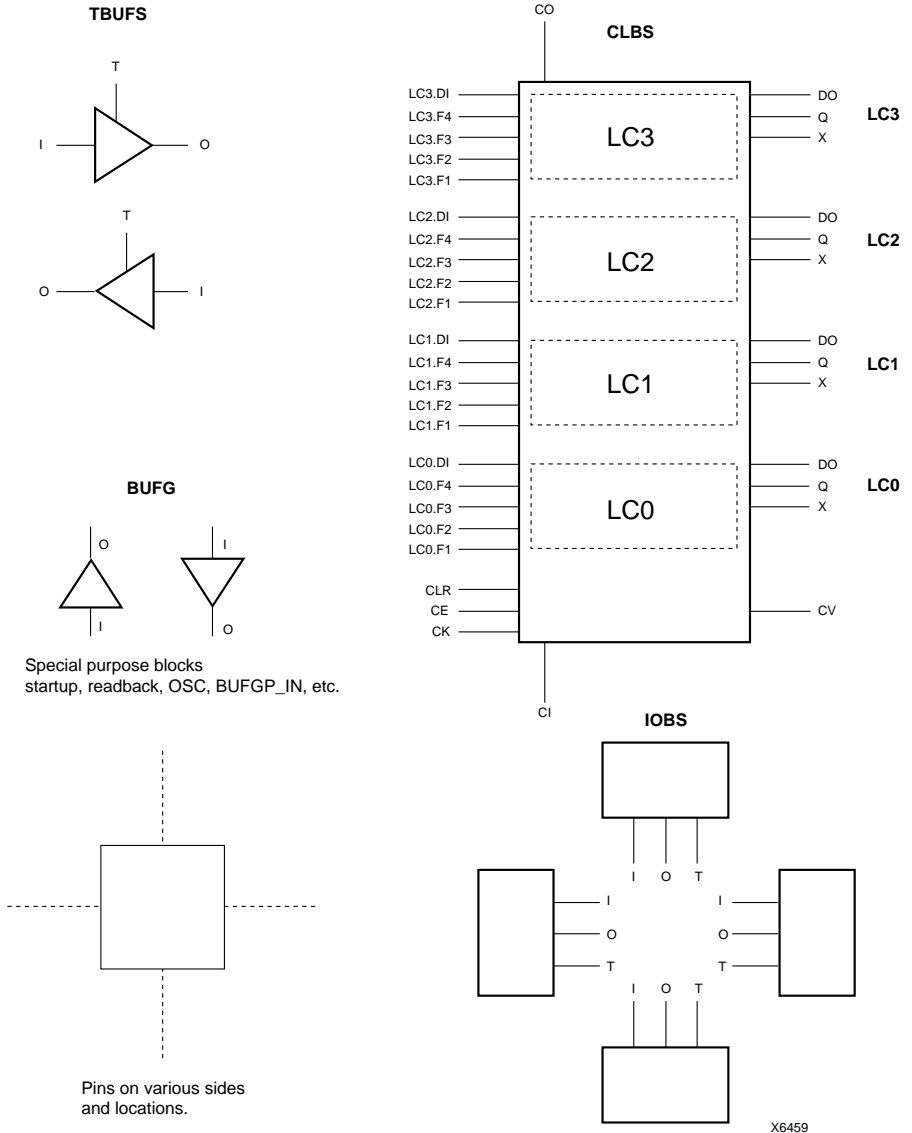 TBUFS
T
I
O
T
O
I
BUFG
O
I
I
O
Special purpose blocks
startup, readback, OSC, BUFGP_IN, etc.
Pins on various sides
and locations.
CO
CLBS
LC3.DI
LC3.F4
LC3.F3
LC3.F2
LC3.F1
LC3
DO
Q
X
LC3
LC2.DI
LC2.F4
LC2.F3
LC2.F2
LC2.F1
LC2
DO
Q
X
LC2
LC1.DI
LC1.F4
LC1.F3
LC1.F2
LC1.F1
LC1
DO
Q
X
LC1
LC0.DI
LC0.F4
LC0.F3
LC0.F2
LC0.F1
LC0
DO
Q
X
LC0
CLR
CE
CK
CV
CI
IOBS
I O T
I
O
T
I
O
T
I O T
X6459